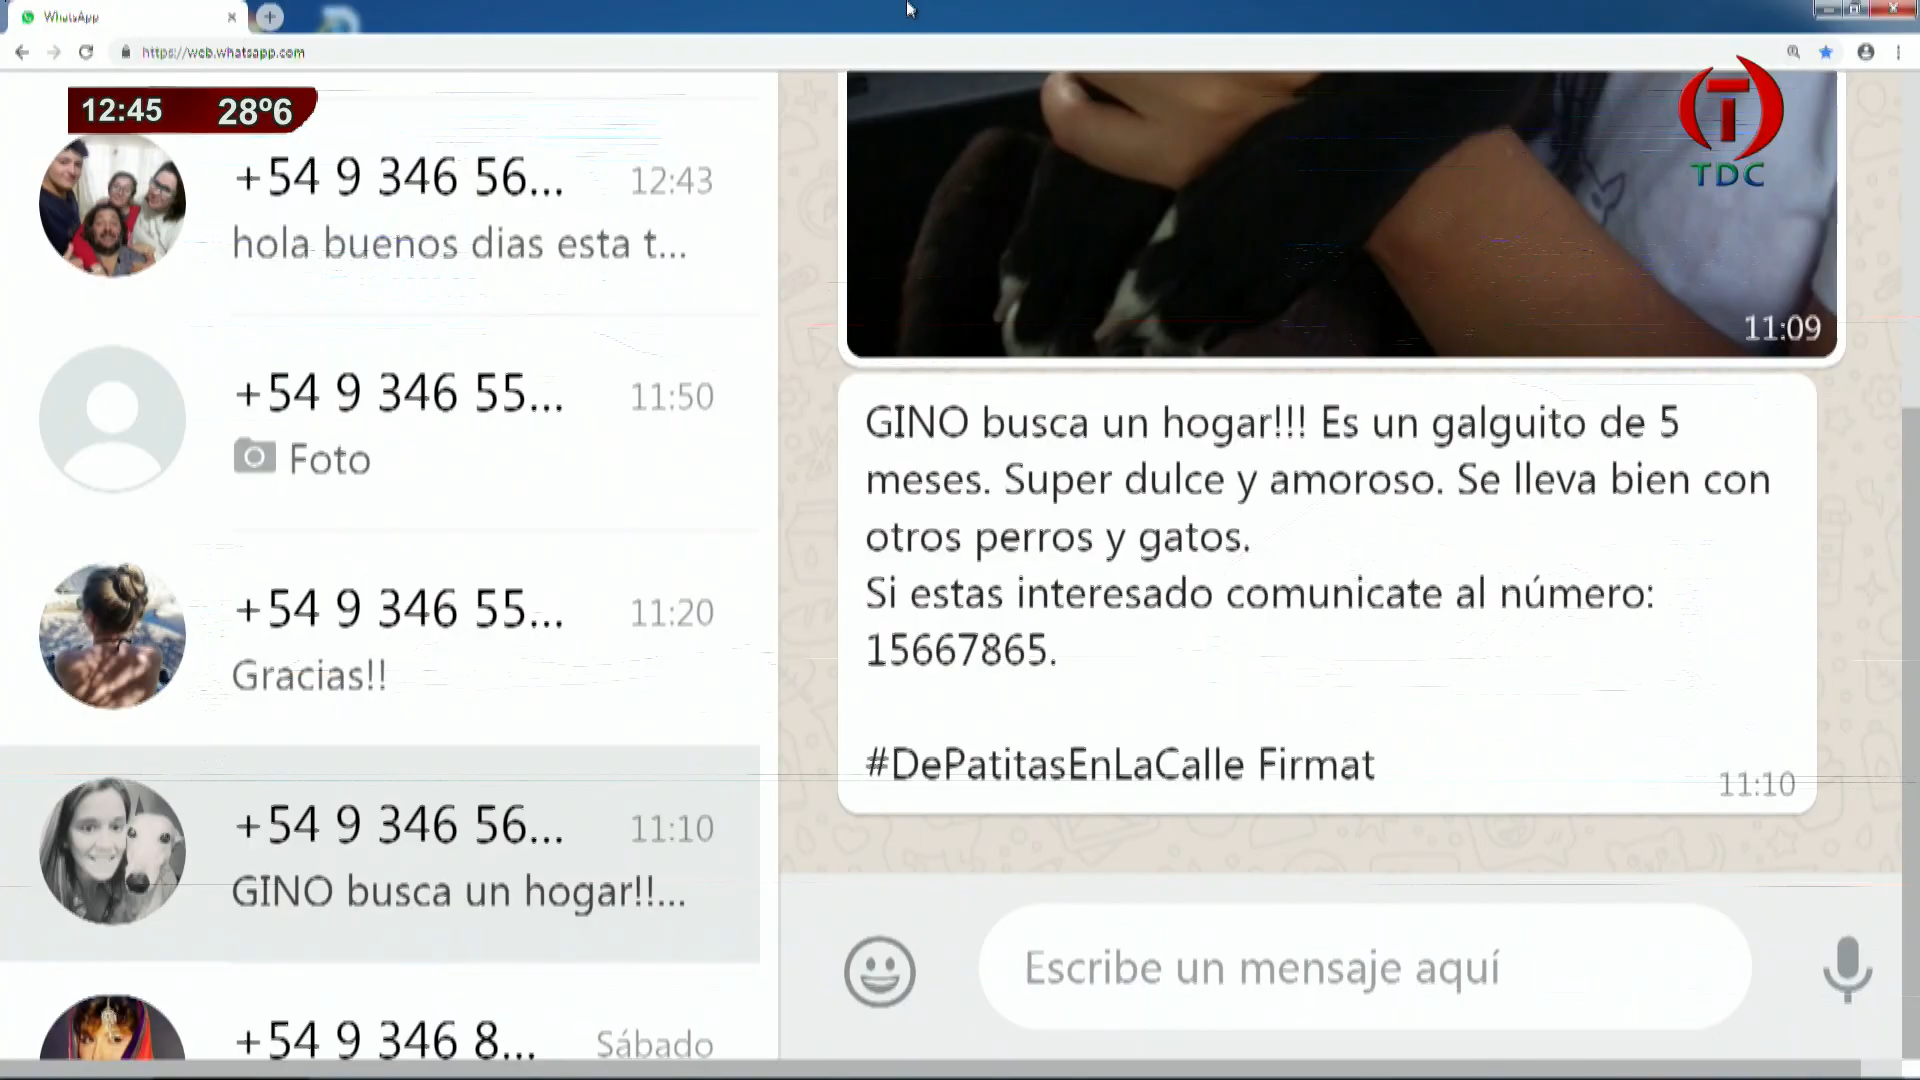 WhatsApp
https://web.whatsapp.com
12:45 28º6
+54 9 346 56... 12:43
hola buenos dias esta t...
+54 9 346 55... 11:50
Foto
+54 9 346 55... 11:20
Gracias!!
+54 9 346 56... 11:10
GINO busca un hogar!!...
+54 9 346 8... Sábado
T
TDC
11:09
GINO busca un hogar!!! Es un galguito de 5
meses. Super dulce y amoroso. Se lleva bien con
otros perros y gatos.
Si estas interesado comunicate al número:
15667865.
#DePatitasEnLaCalle Firmat
11:10
Escribe un mensaje aquí